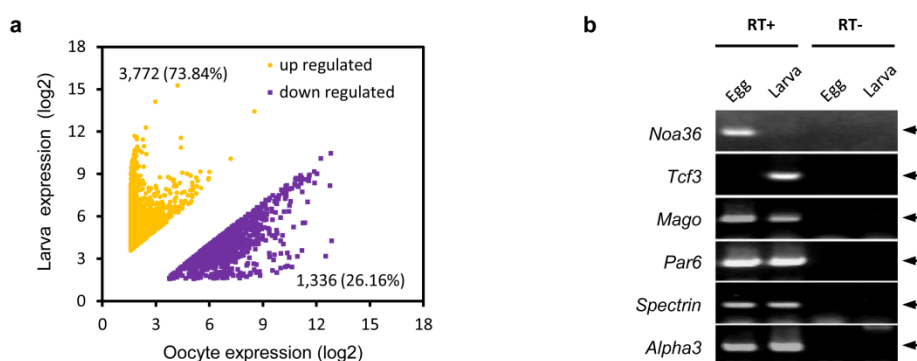 a
18
15
12
9
6
3
0
Larva expression (log2)
3,772 (73.84%)
up regulated
down regulated
1,336 (26.16%)
0 3 6 9 12 15 18
Oocyte expression (log2)
b
RT+ RT-
Egg Larva Egg Larva
Noa36
Tcf3
Mago
Par6
Spectrin
Alpha3